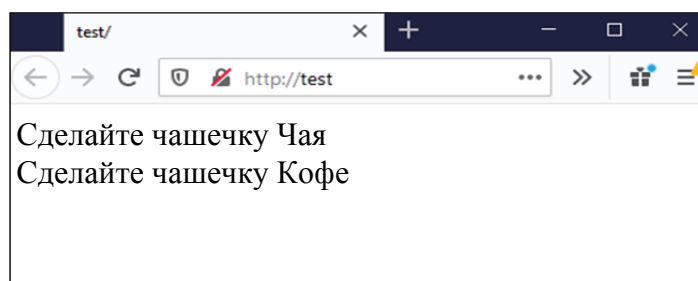 test/
http://test
Сделайте чашечку Чая
Сделайте чашечку Кофе